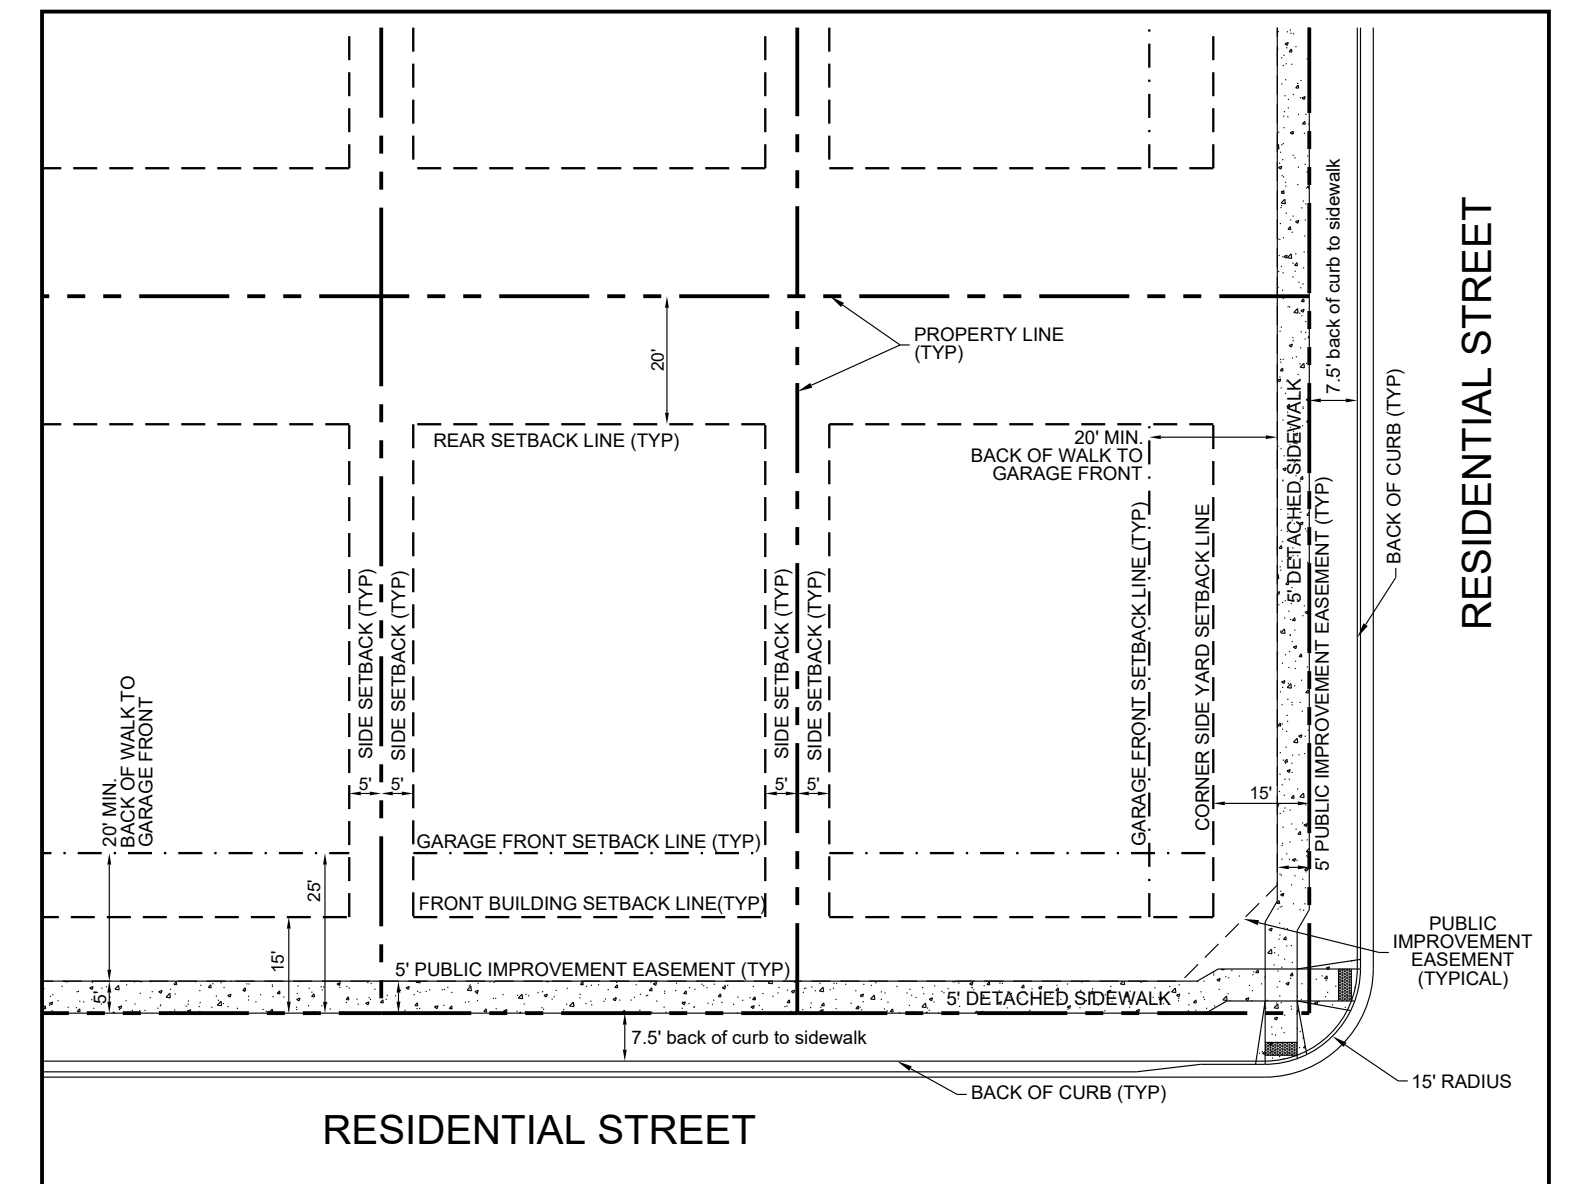 7.5' back of curb to sidewalk
RESIDENTIAL STREET
PROPERTY LINE
(TYP)
20'
BACK OF CURB (TYP)
REAR SETBACK LINE (TYP)
20' MIN.
BACK OF WALK TO
GARAGE FRONT
5' DETACHED SIDEWALK
5' PUBLIC IMPROVEMENT EASEMENT (TYP)
GARAGE FRONT SETBACK LINE (TYP)
CORNER SIDE YARD SETBACK LINE
SIDE SETBACK (TYP)
SIDE SETBACK (TYP)
SIDE SETBACK (TYP)
SIDE SETBACK (TYP)
20' MIN.
BACK OF WALK TO
GARAGE FRONT
5'
5'
5'
5'
15'
GARAGE FRONT SETBACK LINE (TYP)
25'
FRONT BUILDING SETBACK LINE(TYP)
15'
PUBLIC
IMPROVEMENT
EASEMENT
(TYPICAL)
5' PUBLIC IMPROVEMENT EASEMENT (TYP)
5'
5' DETACHED SIDEWALK
7.5' back of curb to sidewalk
15' RADIUS
BACK OF CURB (TYP)
RESIDENTIAL STREET